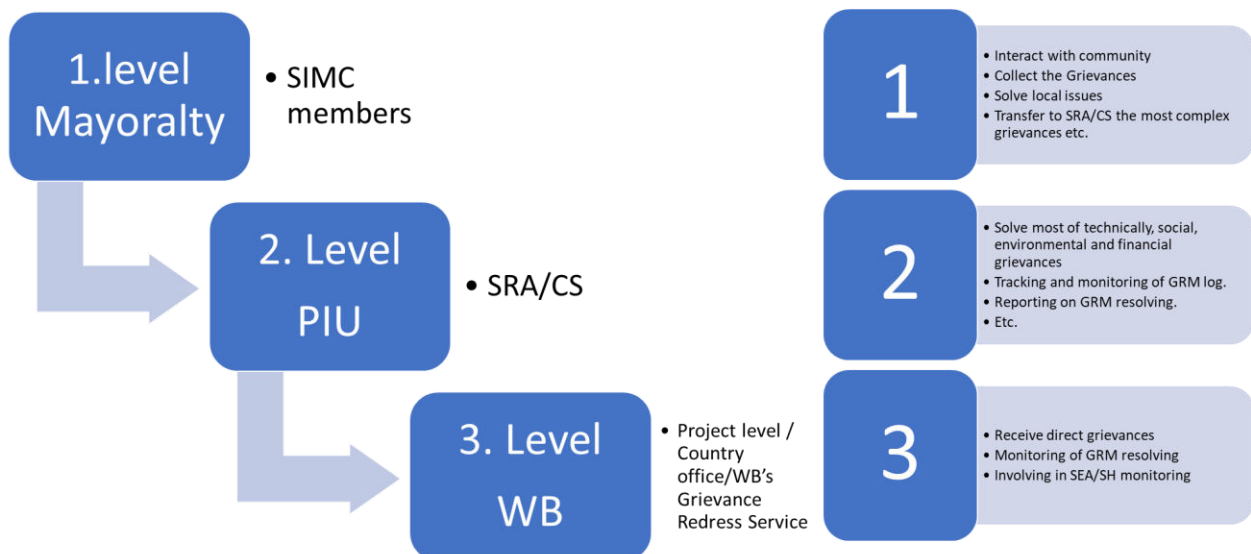 1.level
Mayoralty
• SIMC
members
2. Level
PIU
• SRA/CS
3. Level
WB
• Project level /
Country
office/WB's
Grievance
Redress Service
1
• Interact with community
• Collect the Grievances
• Solve local issues
• Transfer to SRA/CS the most complex
grievances etc.
2
• Solve most of technically, social,
environmental and financial
grievances
• Tracking and monitoring of GRM log.
• Reporting on GRM resolving.
• Etc.
3
• Receive direct grievances
• Monitoring of GRM resolving
• Involving in SEA/SH monitoring